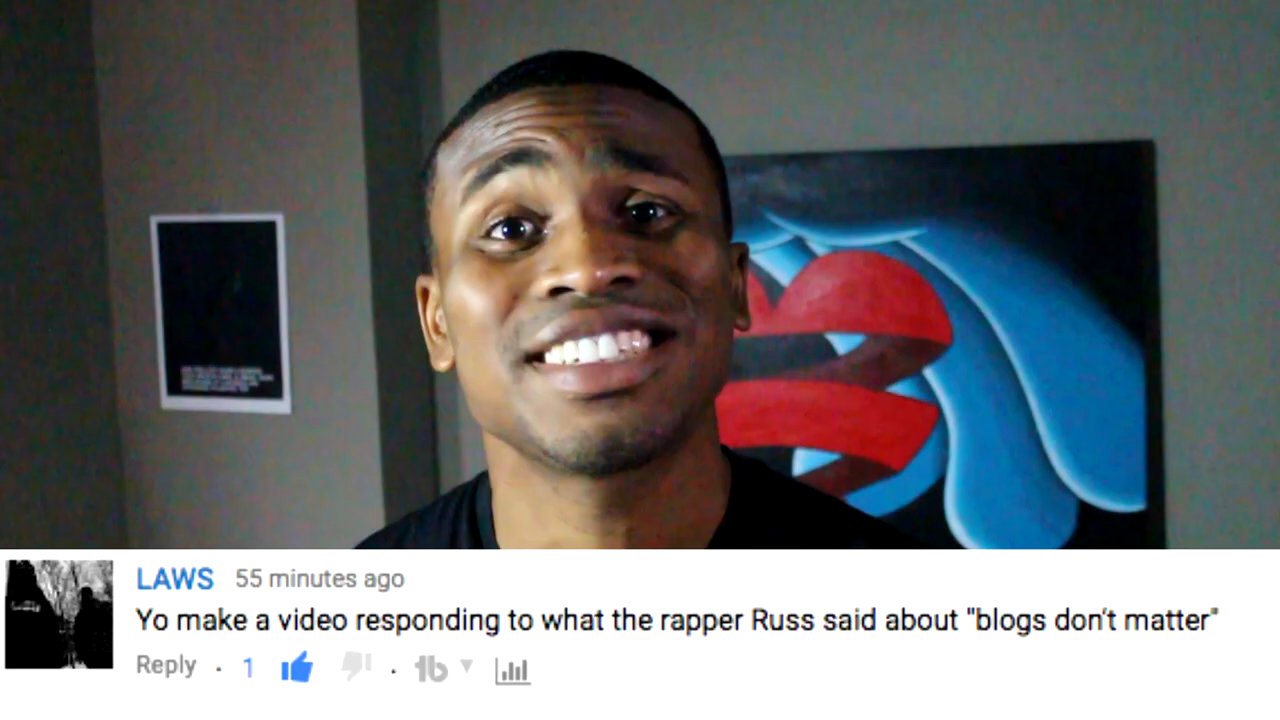 LAWS 55 minutes ago
Yo make a video responding to what the rapper Russ said about "blogs don't matter"
Reply · 1